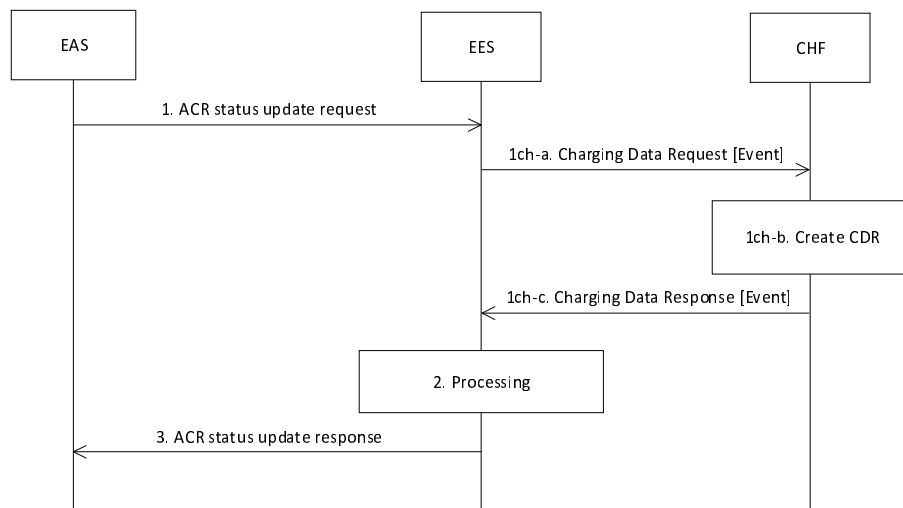 EAS
EES
CHF
1. ACR status update request
1ch-a. Charging Data Request [Event]
1ch-b. Create CDR
1ch-c. Charging Data Response [Event]
2. Processing
3. ACR status update response